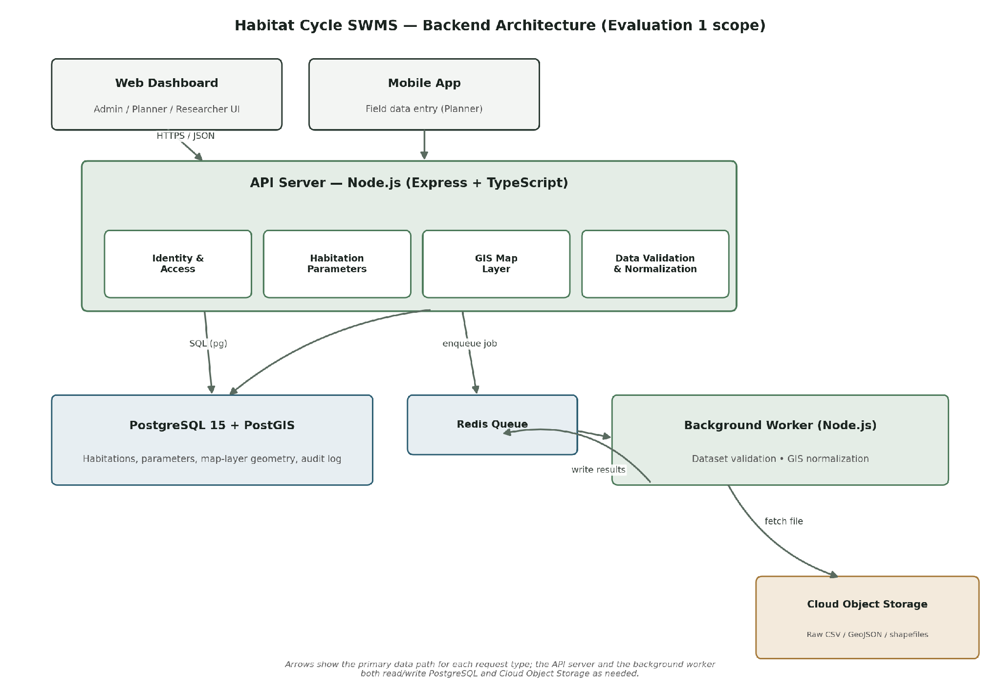 Habitat Cycle SWMS — Backend Architecture (Evaluation 1 scope)
Web Dashboard
Admin / Planner / Researcher UI
Mobile App
Field data entry (Planner)
HTTPS / JSON
API Server — Node.js (Express + TypeScript)
Identity &
Access
Habitation
Parameters
GIS Map
Layer
Data Validation
& Normalization
SQL (pg)
enqueue job
PostgreSQL 15 + PostGIS
Habitations, parameters, map-layer geometry, audit log
Redis Queue
Background Worker (Node.js)
Dataset validation • GIS normalization
write results
fetch file
Cloud Object Storage
Raw CSV / GeoJSON / shapefiles
Arrows show the primary data path for each request type; the API server and the background worker
both read/write PostgreSQL and Cloud Object Storage as needed.